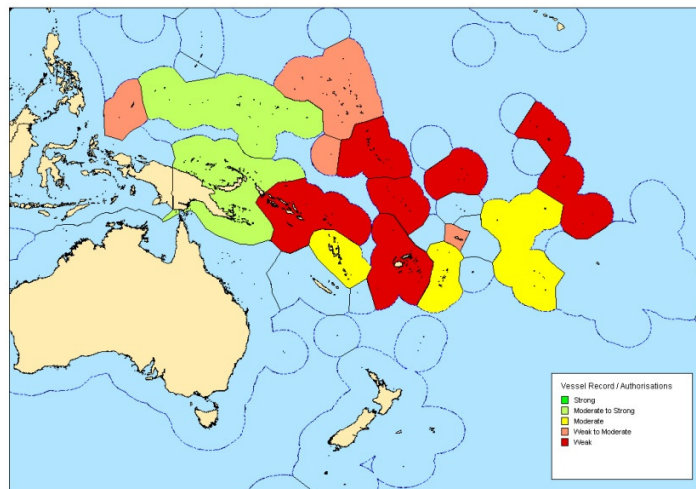 Vessel Record / Authorisations
Strong
Moderate to Strong
Moderate
Weak to Moderate
Weak